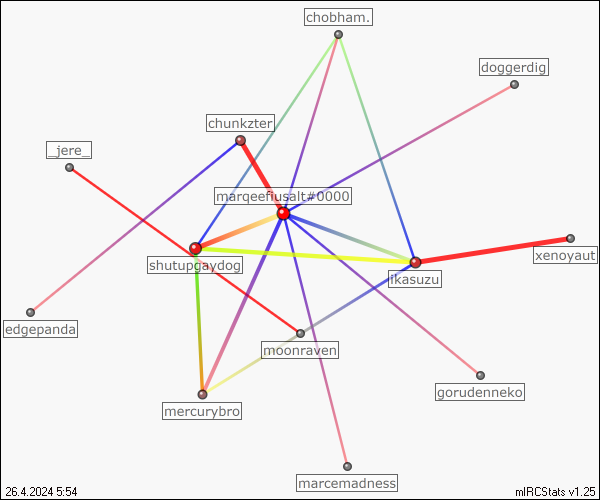 chobham.
doggerdig
chunkzter
_jere_
marqeefiusalt#0000
xenoyaut
shutupgaydog
ikasuzu
edgepanda
moonraven
gorudenneko
mercurybro
marcemadness
26.4.2024 5:54
mIRCStats v1.25